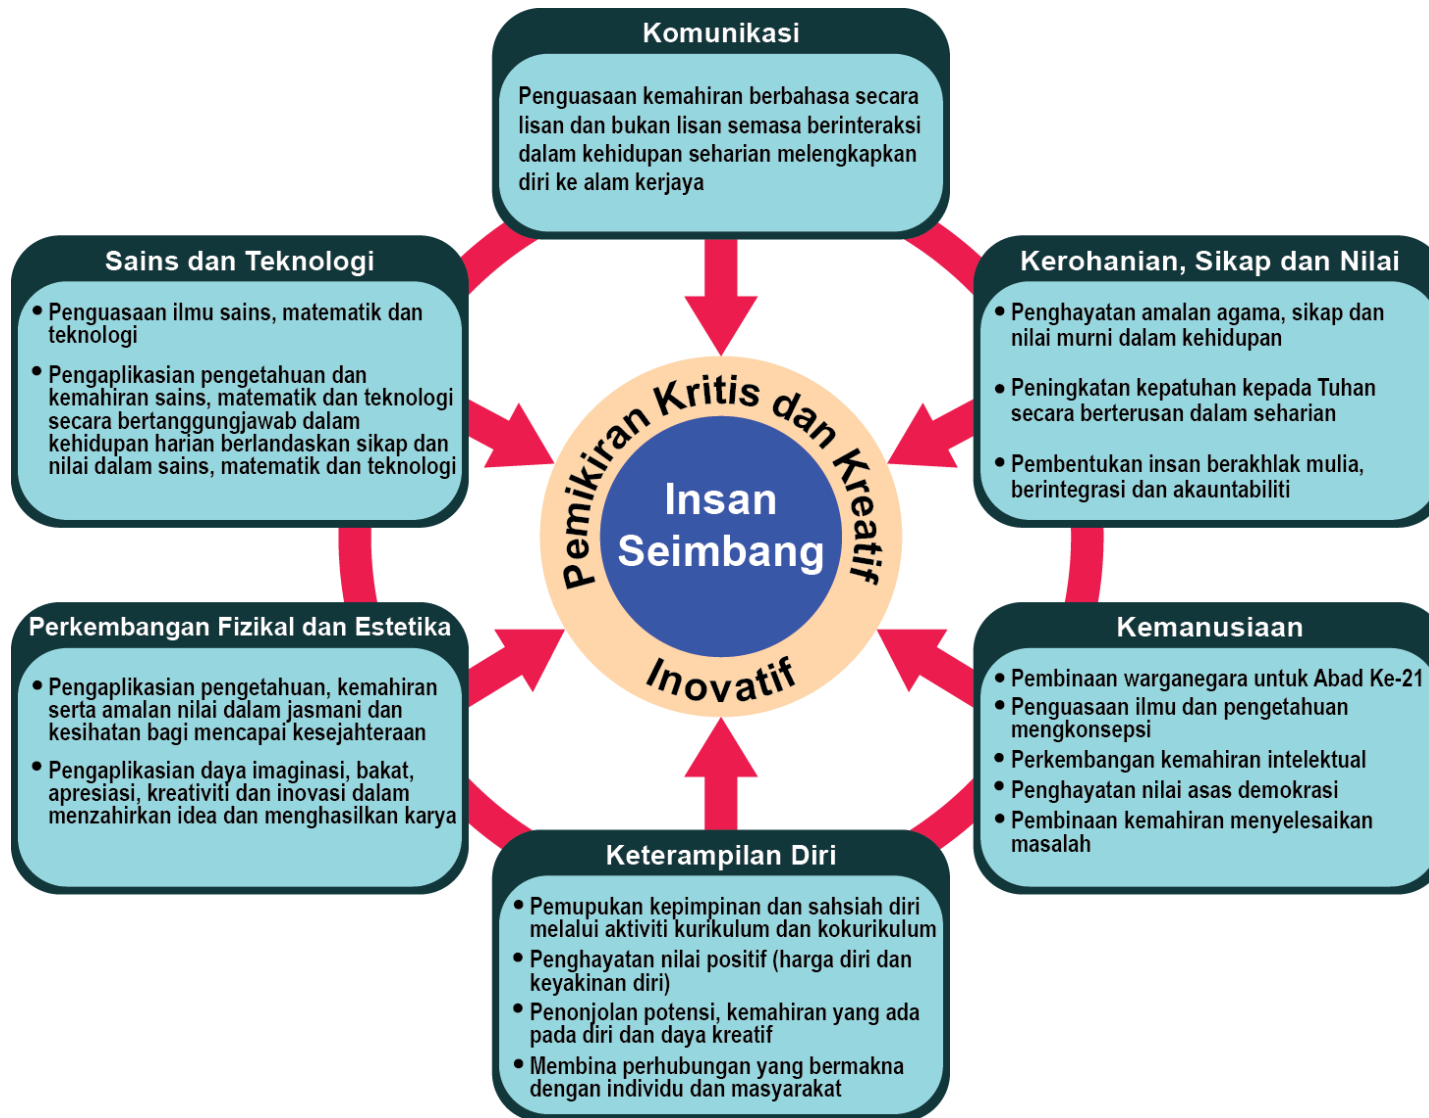 Komunikasi
Penguasaan kemahiran berbahasa secara
lisan dan bukan lisan semasa berinteraksi
dalam kehidupan seharian melengkapkan
diri ke alam kerjaya
Sains dan Teknologi
• Penguasaan ilmu sains, matematik dan
teknologi
• Pengaplikasian pengetahuan dan
kemahiran sains, matematik dan teknologi
secara bertanggungjawab dalam
kehidupan harian berlandaskan sikap dan
nilai dalam sains, matematik dan teknologi
Kerohanian, Sikap dan Nilai
• Penghayatan amalan agama, sikap dan
nilai murni dalam kehidupan
• Peningkatan kepatuhan kepada Tuhan
secara berterusan dalam seharian
• Pembentukan insan berakhlak mulia,
berintegrasi dan akauntabiliti
Pemikiran Kritis dan Kreatif
Insan
Seimbang
Inovatif
Perkembangan Fizikal dan Estetika
• Pengaplikasian pengetahuan, kemahiran
serta amalan nilai dalam jasmani dan
kesihatan bagi mencapai kesejahteraan
• Pengaplikasian daya imaginasi, bakat,
apresiasi, kreativiti dan inovasi dalam
menzahirkan idea dan menghasilkan karya
Kemanusiaan
• Pembinaan warganegara untuk Abad Ke-21
• Penguasaan ilmu dan pengetahuan
mengkonsepsi
• Perkembangan kemahiran intelektual
• Penghayatan nilai asas demokrasi
• Pembinaan kemahiran menyelesaikan
masalah
Keterampilan Diri
• Pemupukan kepimpinan dan sahsiah diri
melalui aktiviti kurikulum dan kokurikulum
• Penghayatan nilai positif (harga diri dan
keyakinan diri)
• Penonjolan potensi, kemahiran yang ada
pada diri dan daya kreatif
• Membina perhubungan yang bermakna
dengan individu dan masyarakat